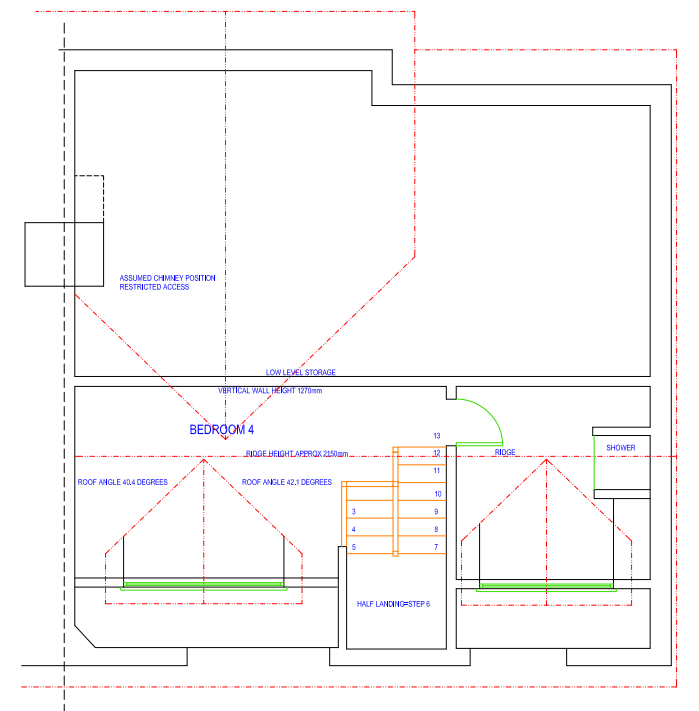 ASSUMED CHIMNEY POSITION
RESTRICTED ACCESS
LOW LEVEL STORAGE
VERTICAL WALL HEIGHT 1270mm
BEDROOM 4
RIDGE HEIGHT APPROX 2150mm
ROOF ANGLE 40.4 DEGREES
ROOF ANGLE 42.1 DEGREES
13
12
11
10
3
9
4
8
5
7
HALF LANDING=STEP 6
RIDGE
SHOWER